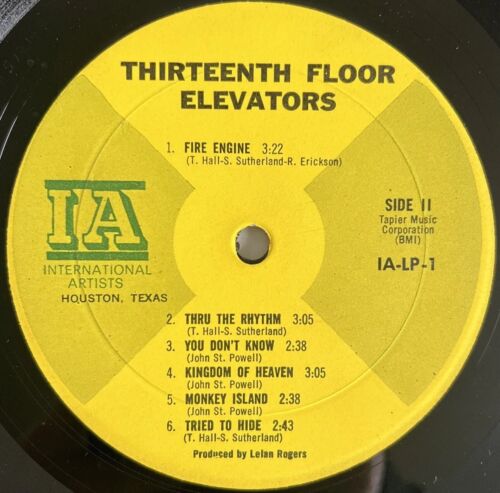 THIRTEENTH FLOOR
ELEVATORS
1. FIRE ENGINE 3:22
(T. Hall-S. Sutherland-R. Erickson)
IA
INTERNATIONAL
ARTISTS
HOUSTON, TEXAS
SIDE II
Tapier Music
Corporation
(BMI)
IA-LP-1
2. THRU THE RHYTHM 3:05
(T. Hall-S. Sutherland)
3. YOU DON'T KNOW 2:38
(John St. Powell)
4. KINGDOM OF HEAVEN 3:05
(John St. Powell)
5. MONKEY ISLAND 2:38
(John St. Powell)
6. TRIED TO HIDE 2:43
(T. Hall-S. Sutherland)
Produced by Lelan Rogers